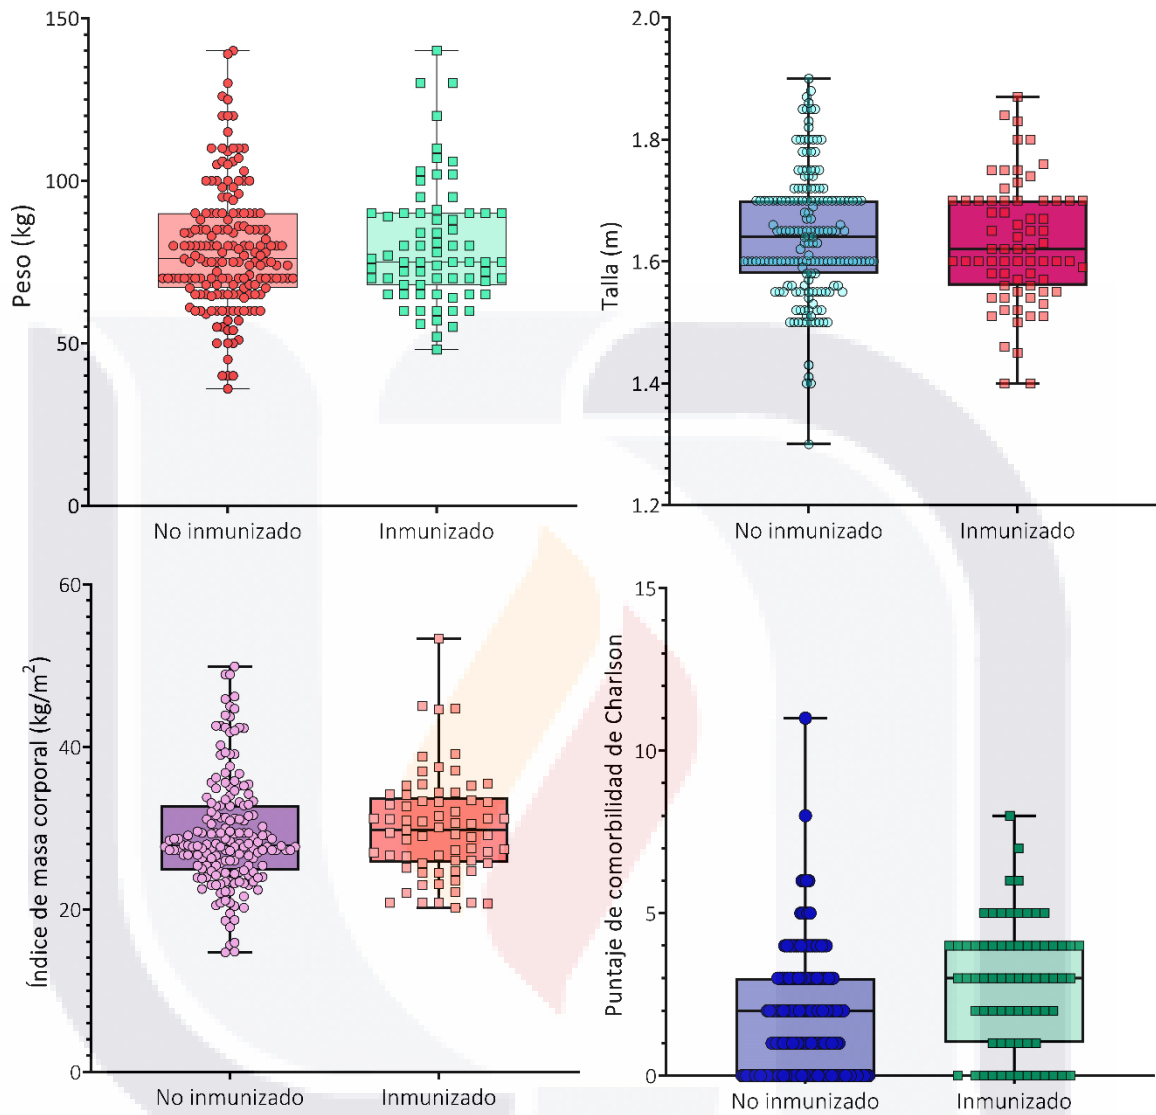 Peso (kg)
150
100
50
0
No inmunizado
Inmunizado
Talla (m)
2.0
1.8
1.6
1.4
1.2
No inmunizado
Inmunizado
Índice de masa corporal (kg/m²)
60
40
20
0
No inmunizado
Inmunizado
Puntaje de comorbilidad de Charlson
15
10
5
0
No inmunizado
Inmunizado